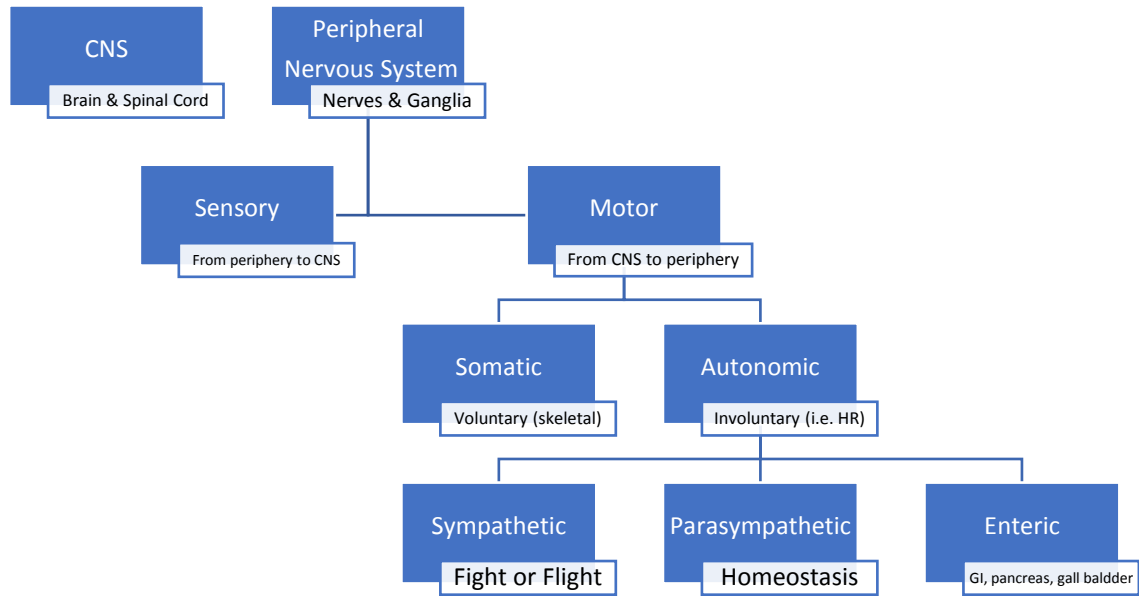 CNS
Brain & Spinal Cord
Peripheral
Nervous System
Nerves & Ganglia
Sensory
From periphery to CNS
Motor
From CNS to periphery
Somatic
Voluntary (skeletal)
Autonomic
Involuntary (i.e. HR)
Sympathetic
Fight or Flight
Parasympathetic
Homeostasis
Enteric
GI, pancreas, gall baldder